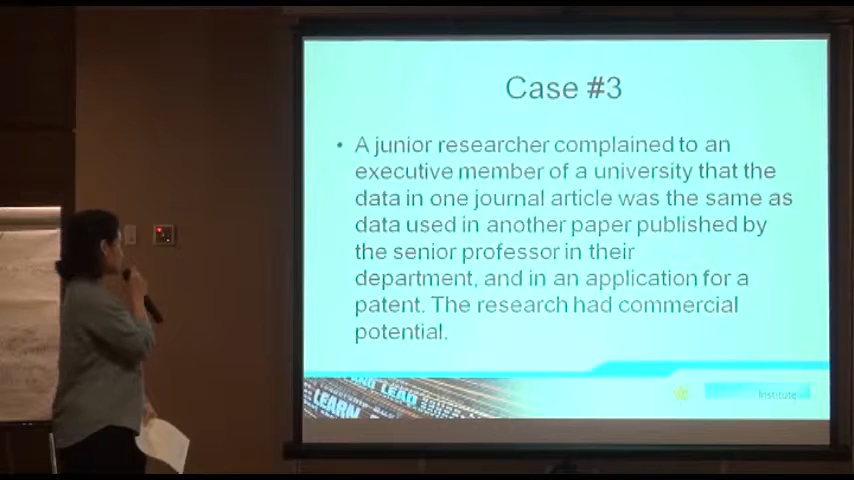 Case #3
• A junior researcher complained to an
executive member of a university that the
data in one journal article was the same as
data used in another paper published by
the senior professor in their
department, and in an application for a
patent. The research had commercial
potential.
LEAD
LEARN
Institute